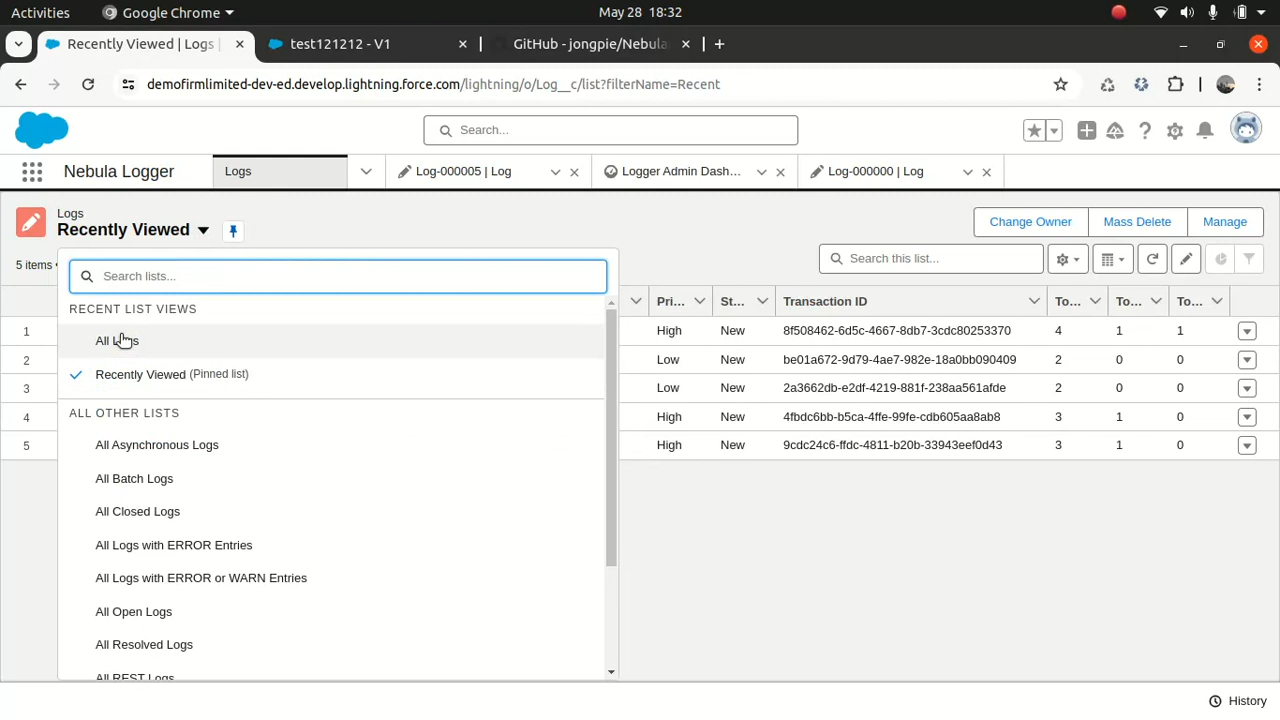 Activities Google Chrome May 28 18:32
Recently Viewed | Logs test121212 - V1 GitHub - jongpie/Nebula
demofirmlimited-dev-ed.develop.lightning.force.com/lightning/o/Log__c/list?filterName=Recent
Search...
Nebula Logger Logs Log-000005 | Log Logger Admin Dash... Log-000000 | Log
Logs
Recently Viewed
Change Owner Mass Delete Manage
5 items •
Search this list...
Search lists...
Pri... St... Transaction ID To... To... To...
RECENT LIST VIEWS
1 High New 8f508462-6d5c-4667-8db7-3cdc80253370 4 1 1
All Logs
2 Low New be01a672-9d79-4ae7-982e-18a0bb090409 2 0 0
Recently Viewed (Pinned list)
3 Low New 2a3662db-e2df-4219-881f-238aa561afde 2 0 0
ALL OTHER LISTS
4 High New 4fbdc6bb-b5ca-4ffe-99fe-cdb605aa8ab8 3 1 0
All Asynchronous Logs
5 High New 9cdc24c6-ffdc-4811-b20b-33943eef0d43 3 1 0
All Batch Logs
All Closed Logs
All Logs with ERROR Entries
All Logs with ERROR or WARN Entries
All Open Logs
All Resolved Logs
All REST Logs
History